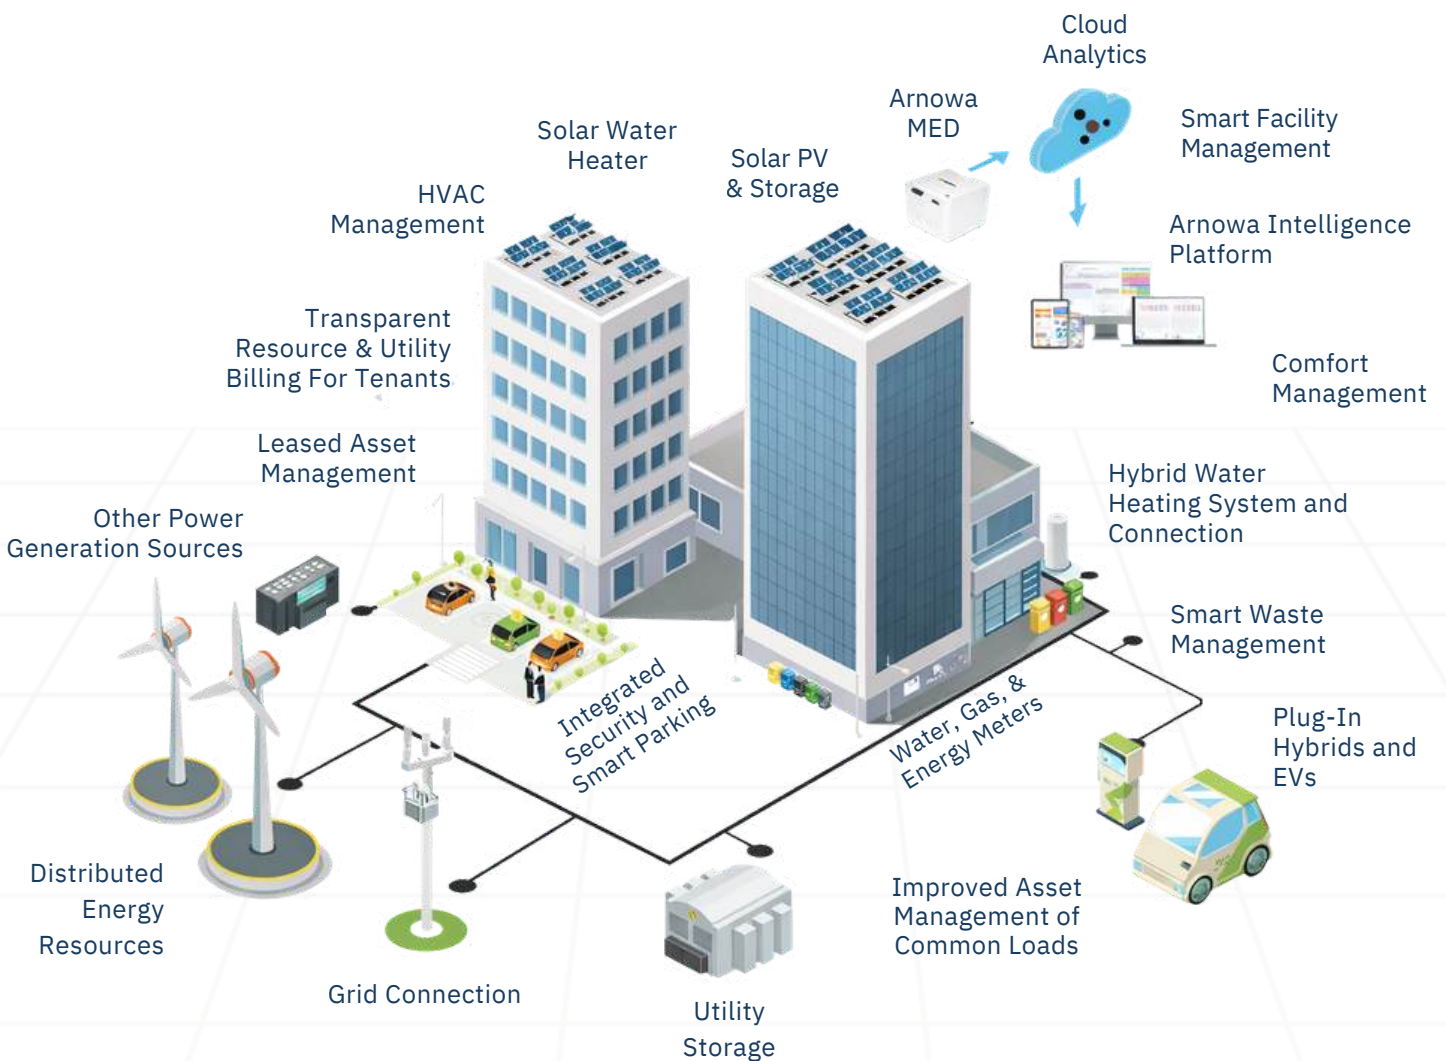 Cloud
Analytics
Arnowa
MED
Smart Facility
Management
Solar Water
Heater
Solar PV
& Storage
HVAC
Management
Arnowa Intelligence
Platform
Transparent
Resource & Utility
Billing For Tenants
Comfort
Management
Leased Asset
Management
Hybrid Water
Heating System and
Connection
Other Power
Generation Sources
Smart Waste
Management
Integrated
Security and
Smart Parking
Water, Gas, &
Energy Meters
Plug-In
Hybrids and
EVs
Distributed
Energy
Resources
Improved Asset
Management of
Common Loads
Grid Connection
Utility
Storage